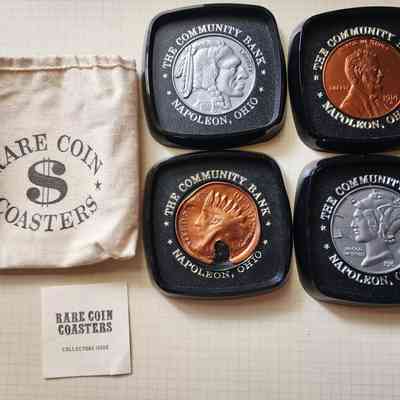 RARE COIN
$
COASTERS
RARE COIN
COASTERS
COLLECTORS ISSUE
THE COMMUNITY BANK
NAPOLEON, OHIO
THE COMMUNITY BANK
NAPOLEON, OHIO
THE COMMUNITY BANK
NAPOLEON, OHIO
THE COMMUNITY
NAPOLEON, OHIO